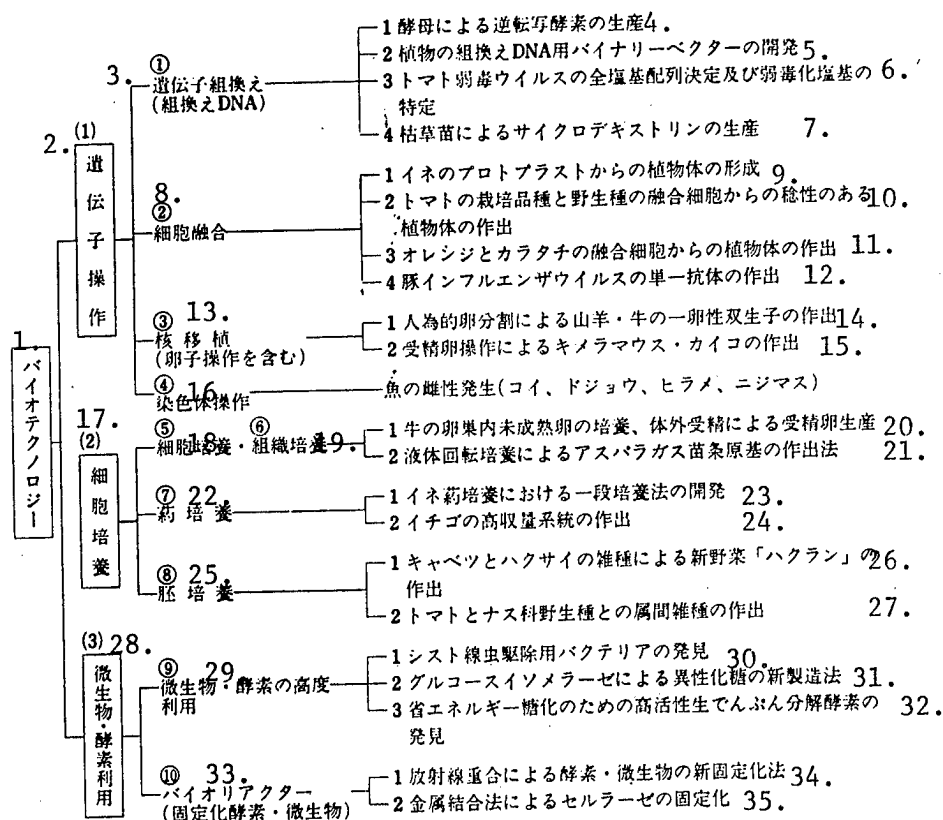 1 酵母による逆転写酵素の生産4.
2 植物の組換えDNA用バイナリーベクターの開発5.
3. ① 遺伝子組換え
(組換えDNA)
3 トマト弱毒ウイルスの全塩基配列決定及び弱毒化塩基の 6.
特定
4 枯草苗によるサイクロデキストリンの生産 7.
2. (1) 遺伝子操作
8.
② 細胞融合
1 イネのプロトプラストからの植物体の形成 9.
2 トマトの栽培品種と野生種の融合細胞からの稔性のある10.
植物体の作出
3 オレンジとカラタチの融合細胞からの植物体の作出 11.
4 豚インフルエンザウイルスの単一抗体の作出 12.
③ 13.
核移植
(卵子操作を含む)
1 人為的卵分割による山羊・牛の一卵性双生子の作出14.
2 受精卵操作によるキメラマウス・カイコの作出 15.
④ 16.
染色体操作
魚の雌性発生(コイ、ドジョウ、ヒラメ、ニジマス)
1. バイオテクノロジー
17.
(2) 細胞培養
⑤ 18. ⑥ 19.
細胞培養・組織培養
1 牛の卵巣内未成熟卵の培養、体外受精による受精卵生産 20.
2 液体回転培養によるアスパラガス苗条原基の作出法 21.
⑦ 22.
葯培養
1 イネ葯培養における一段培養法の開発 23.
2 イチゴの高収量系統の作出 24.
⑧ 25.
胚培養
1 キャベツとハクサイの雑種による新野菜「ハクラン」の26.
作出
2 トマトとナス科野生種との属間雑種の作出 27.
(3) 28.
微生物・酵素利用
⑨ 29.
微生物・酵素の高度
利用
1 シスト線虫駆除用バクテリアの発見 30.
2 グルコースイソメラーゼによる異性化糖の新製造法 31.
3 省エネルギー糖化のための高活性生でんぷん分解酵素の 32.
発見
⑩ 33.
バイオリアクター
(固定化酵素・微生物)
1 放射線重合による酵素・微生物の新固定化法 34.
2 金属結合法によるセルラーゼの固定化 35.